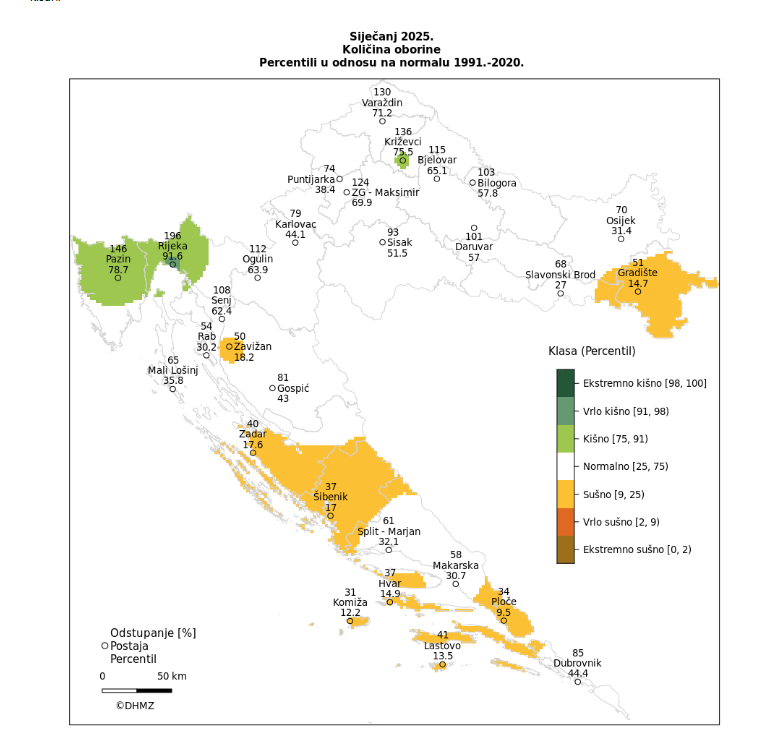 Siječanj 2025.
Količina oborine
Percentili u odnosu na normalu 1991.-2020.
130
Varaždin
71.2
136
Križevci
75.5
115
Bjelovar
65.1
74
Puntijarka
38.4
124
ZG - Maksimir
69.9
103
Bilogora
57.8
79
Karlovac
44.1
93
Sisak
51.5
101
Daruvar
57
70
Osijek
31.4
146
Pazin
78.7
196
Rijeka
91.6
112
Ogulin
63.9
68
Slavonski Brod
27
51
Gradište
14.7
108
Senj
62.4
54
Rab
30.2
50
Zavižan
18.2
65
Mali Lošinj
35.8
81
Gospić
43
40
Zadar
17.6
37
Šibenik
17
61
Split - Marjan
32.1
58
Makarska
30.7
37
Hvar
14.9
31
Komiža
12.2
34
Ploče
9.5
41
Lastovo
13.5
85
Dubrovnik
44.4
Klasa (Percentil)
Ekstremno kišno [98, 100]
Vrlo kišno [91, 98)
Kišno [75, 91)
Normalno [25, 75)
Sušno [9, 25)
Vrlo sušno [2, 9)
Ekstremno sušno [0, 2)
Odstupanje [%]
Postaja
Percentil
0 50 km
©DHMZ